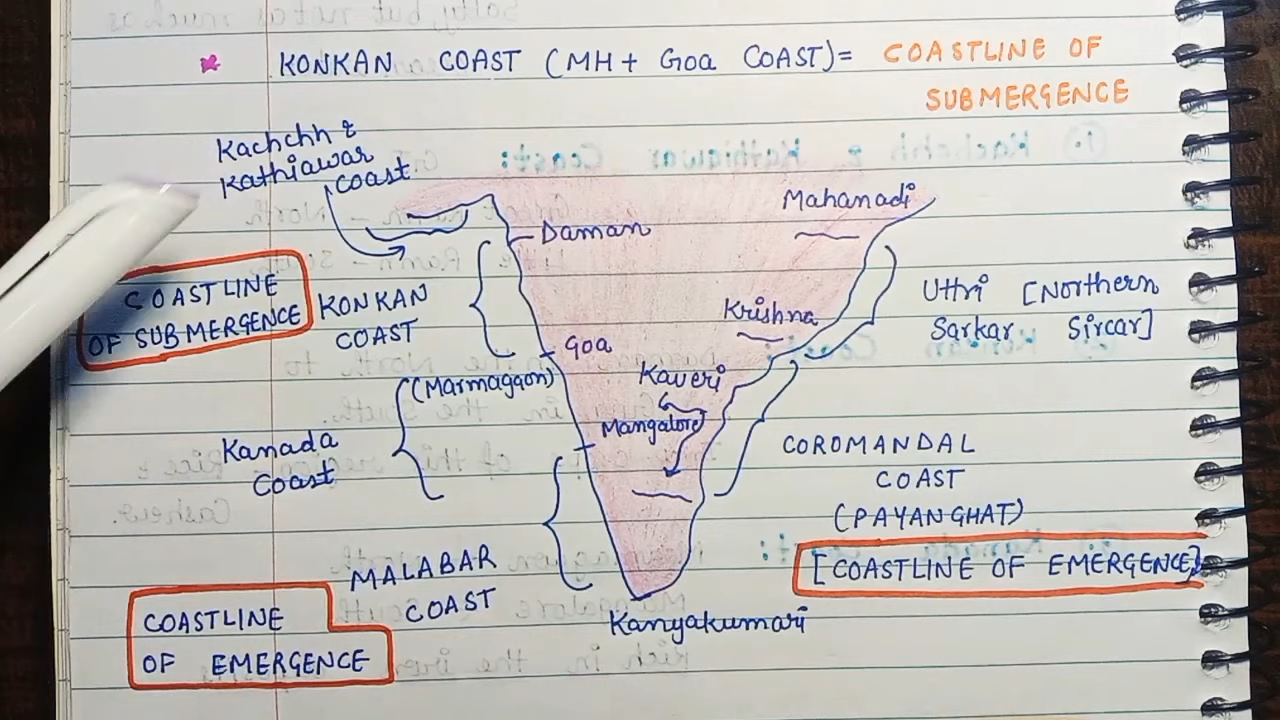 * KONKAN COAST (MH + Goa COAST) = COASTLINE OF
SUBMERGENCE
Kachchh &
Kathiawar
Coast
Mahanadi
Daman
COASTLINE
OF SUBMERGENCE
KONKAN
COAST
Krishna
Uttri [Northern
Sarkar Sircar]
Goa
(Marmagaon)
Kaveri
Mangalore
Kanada
Coast
COROMANDAL
COAST
(PAYANGHAT)
[COASTLINE OF EMERGENCE]
MALABAR
COAST
COASTLINE
OF EMERGENCE
Kanyakumari